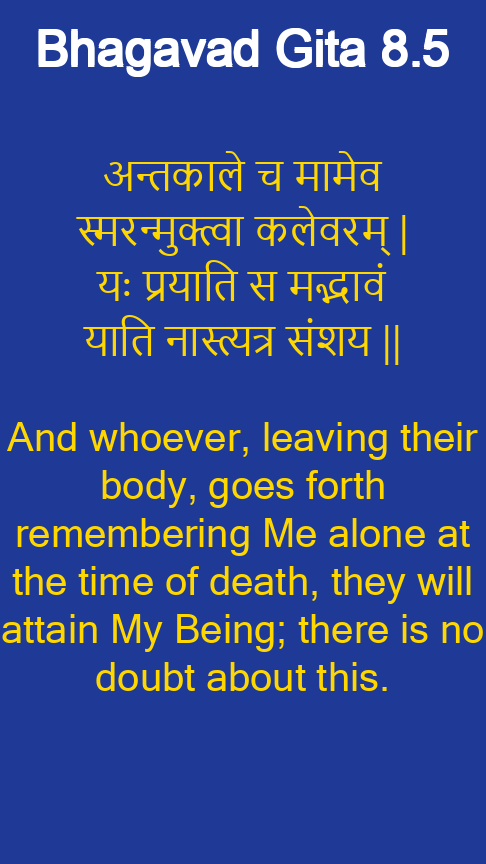 Bhagavad Gita 8.5
अन्तकाले च मामेव
स्मरन्मुक्त्वा कलेवरम् |
यः प्रयाति स मद्भावं
याति नास्त्यत्र संशय ||
And whoever, leaving their
body, goes forth
remembering Me alone at
the time of death, they will
attain My Being; there is no
doubt about this.